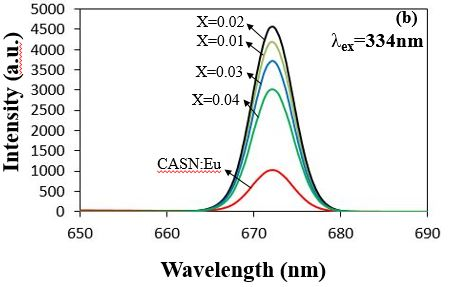 5000
4500
4000
3500
3000
2500
2000
1500
1000
500
0
Intensity (a.u.)
X=0.02
X=0.01
X=0.03
X=0.04
CASN:Eu
(b)
λex=334nm
650
660
670
680
690
Wavelength (nm)